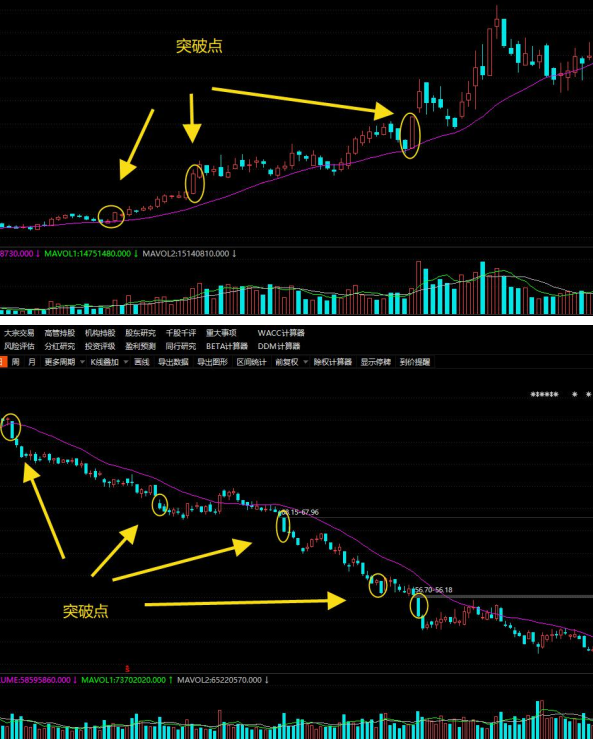 突破点
8730.000↓ MAVOL1:14751480.000↓ MAVOL2:15140810.000↓
大宗交易 高管持股 机构持股 股东研究 千股千评 重大事项 WACC计算器
风险评估 分红研究 投资评级 盈利预测 同行研究 BETA计算器 DDM计算器
周 月 更多周期 K线叠加 画线 导出数据 导出图形 区间统计 前复权 除权计算器 显示停牌 到价提醒
68.15-67.96
突破点
56.70-56.18
UME:58595860.000↓ MAVOL1:73702020.000↑ MAVOL2:65220570.000↓